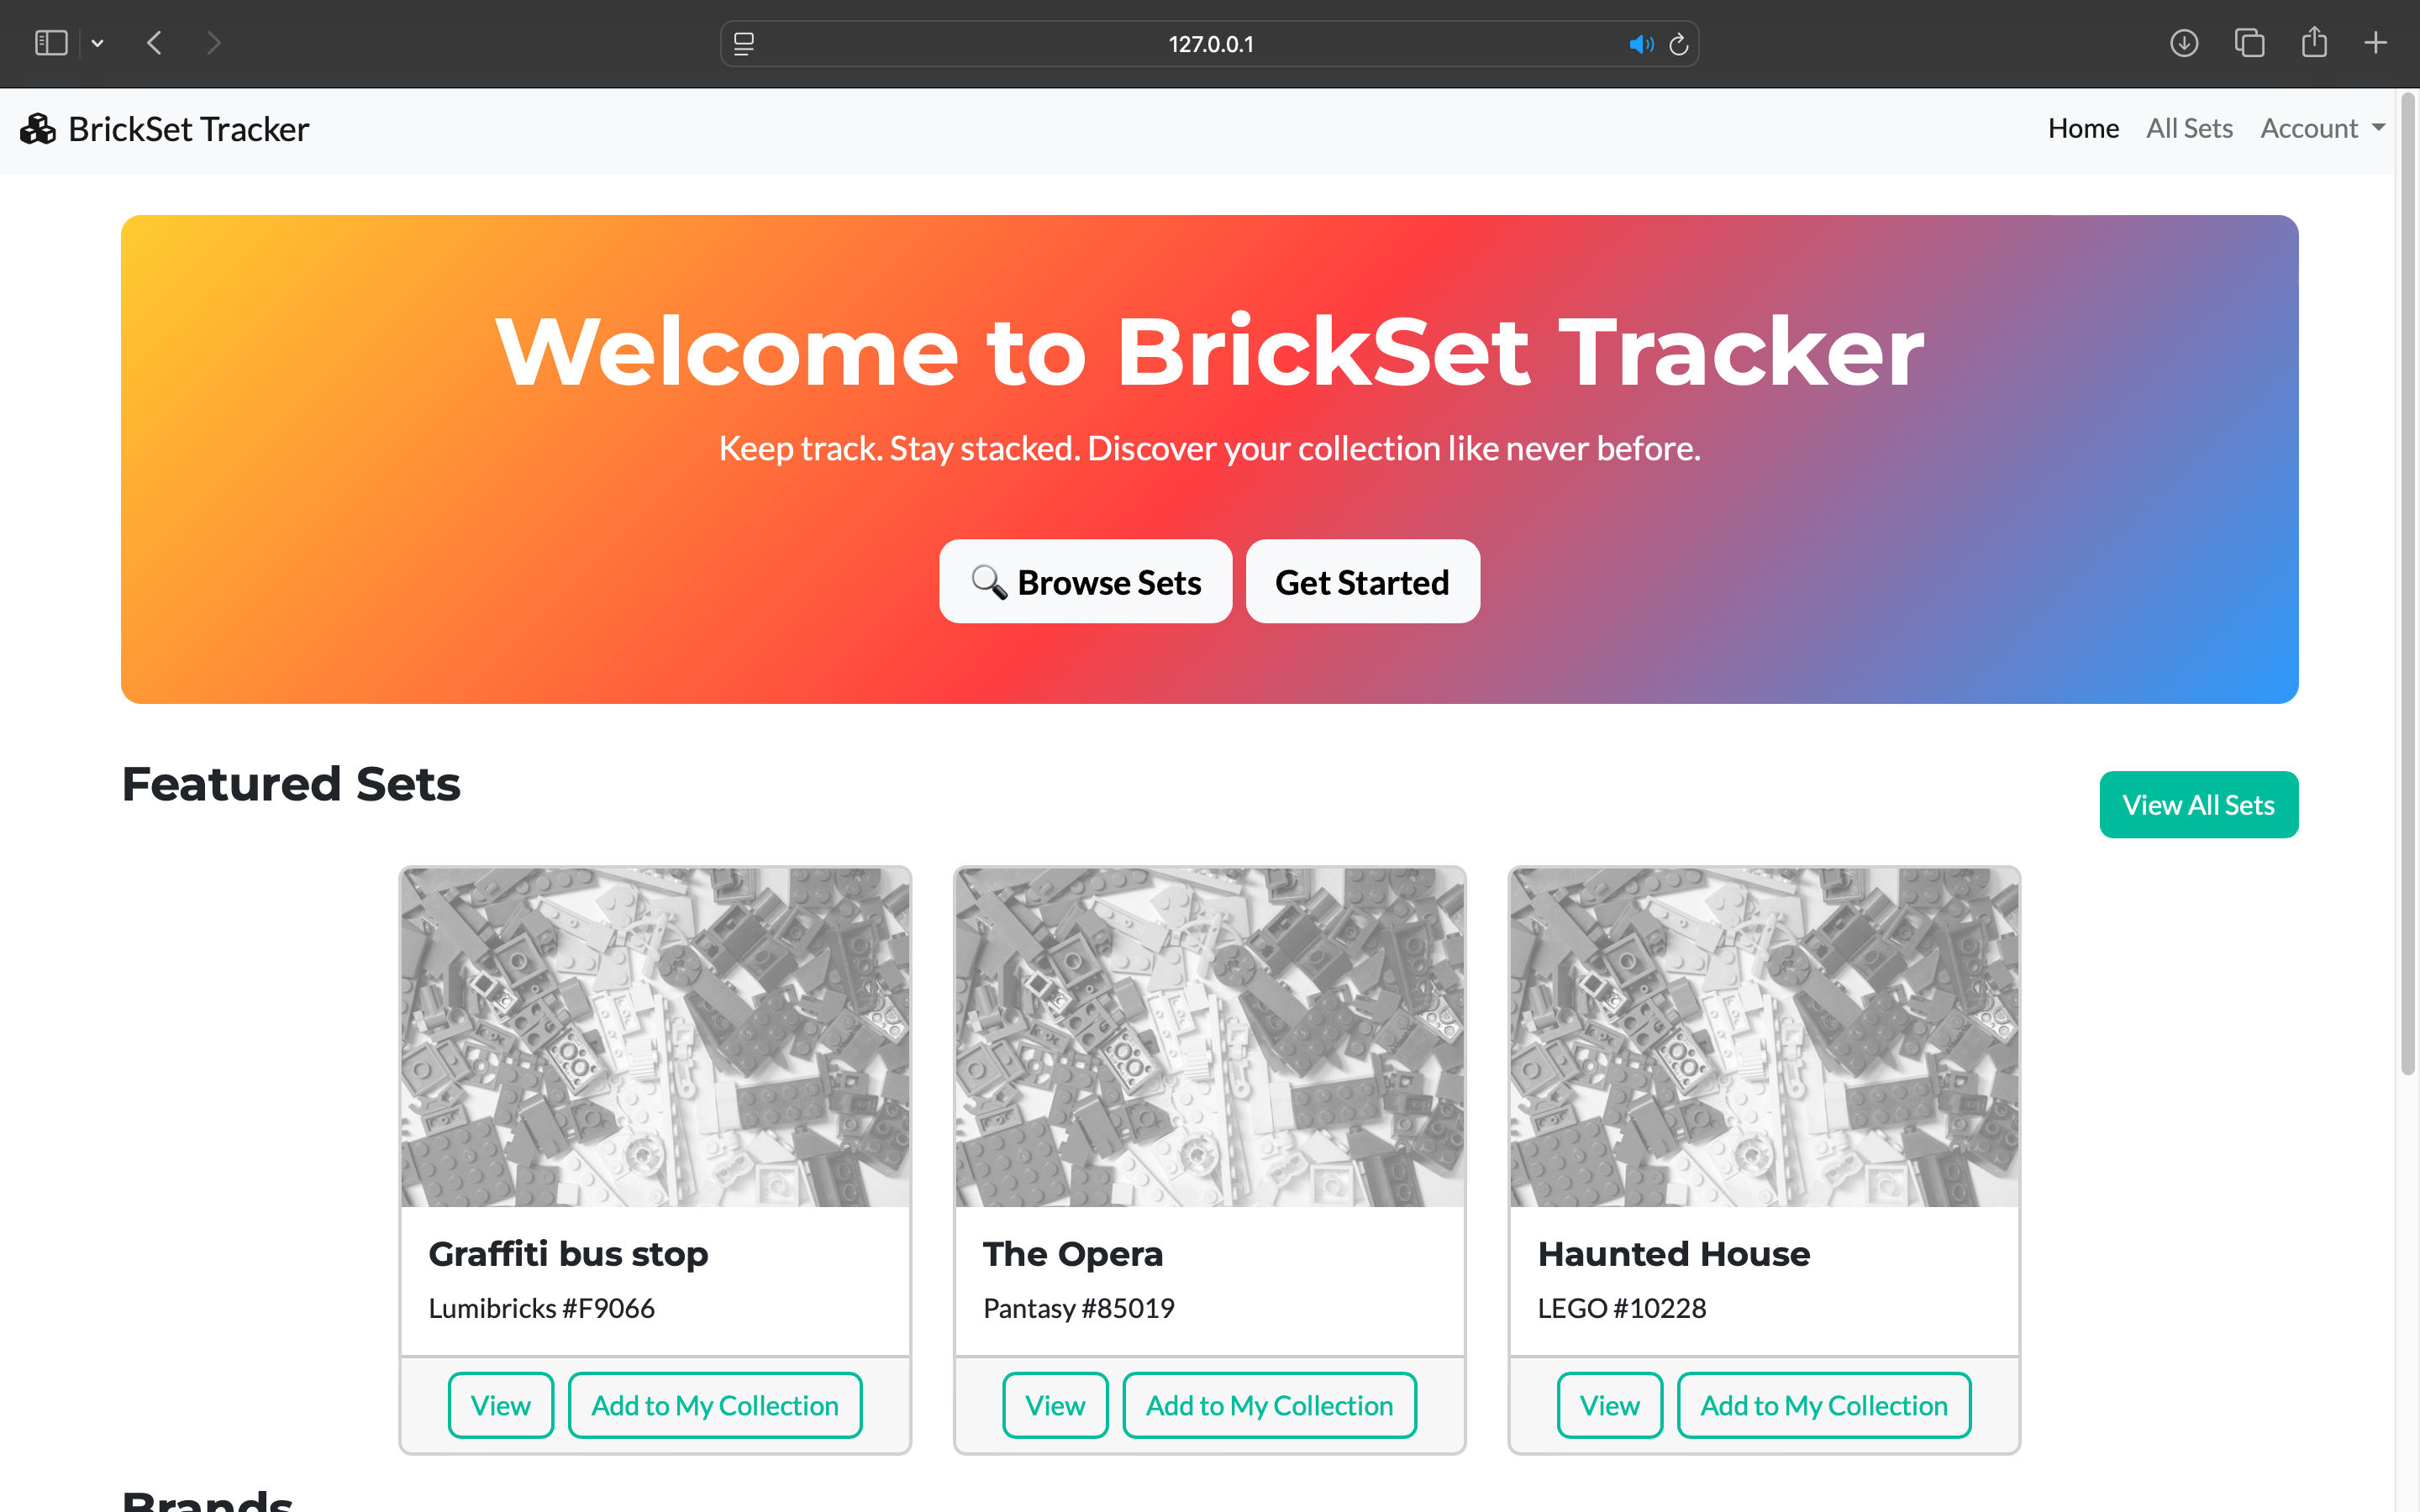 127.0.0.1
BrickSet Tracker
Home All Sets Account
Welcome to BrickSet Tracker
Keep track. Stay stacked. Discover your collection like never before.
🔍 Browse Sets
Get Started
Featured Sets
View All Sets
Graffiti bus stop
Lumibricks #F9066
View
Add to My Collection
The Opera
Pantasy #85019
View
Add to My Collection
Haunted House
LEGO #10228
View
Add to My Collection
Brands